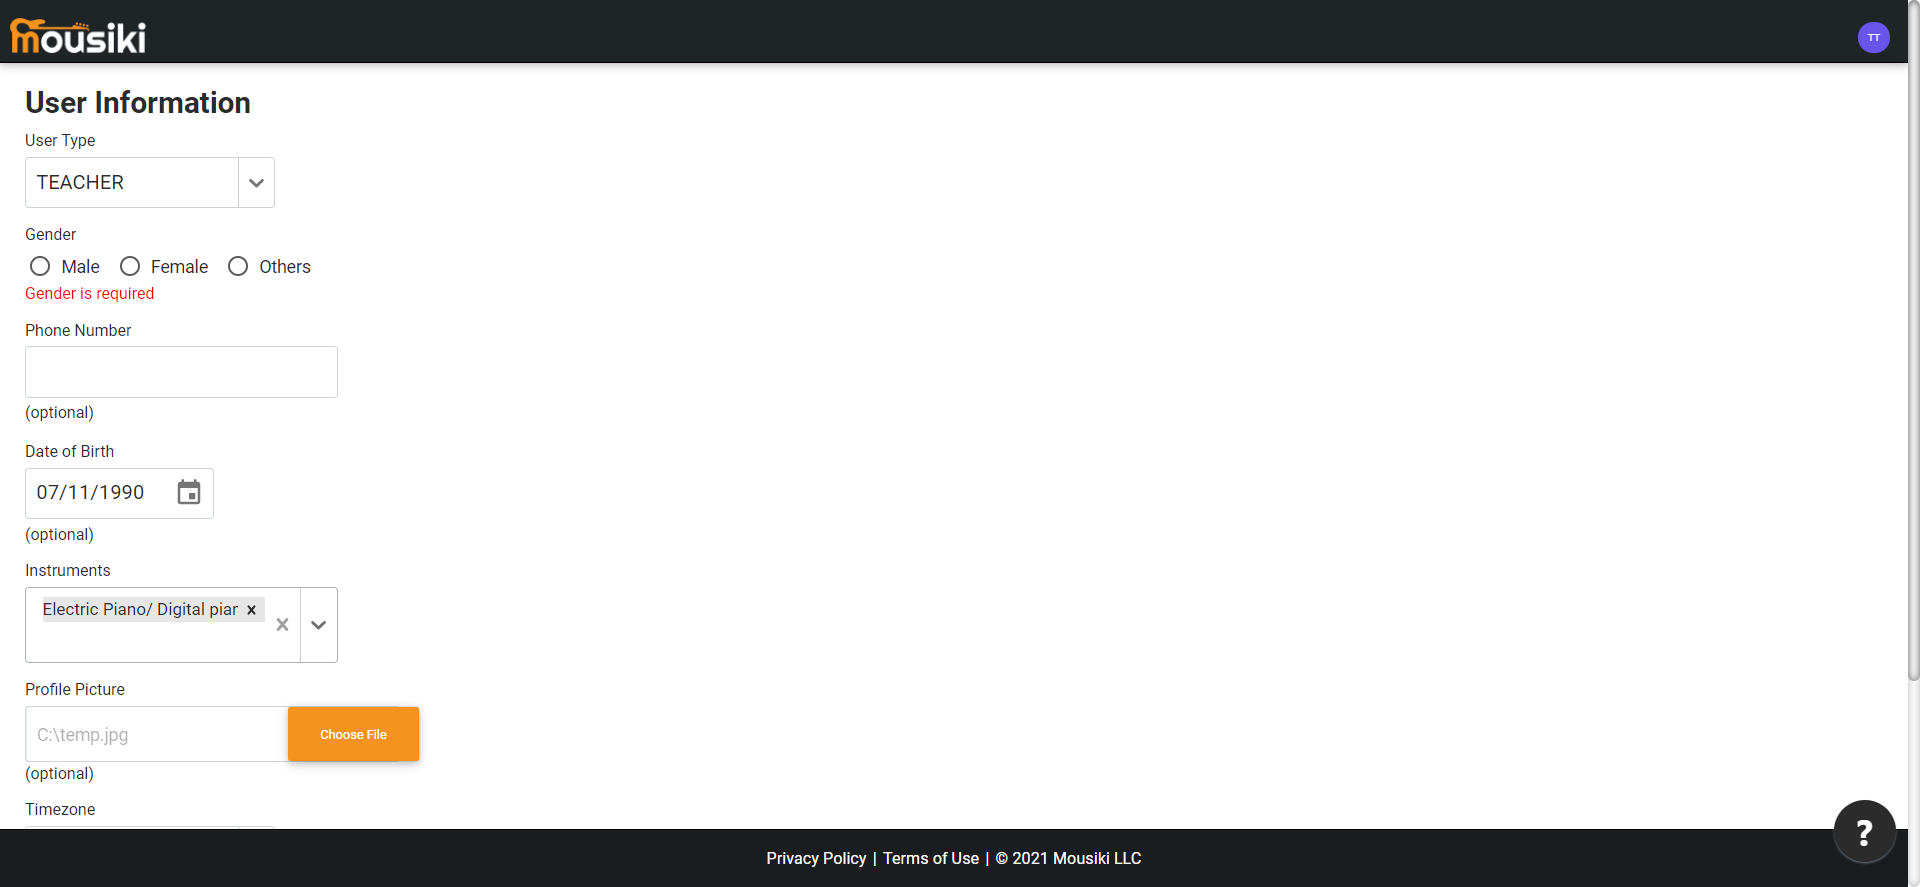 mousiki
TT
User Information
User Type
TEACHER
Gender
Male Female Others
Gender is required
Phone Number
(optional)
Date of Birth
07/11/1990
(optional)
Instruments
Electric Piano/ Digital piar x
Profile Picture
C:\temp.jpg
Choose File
(optional)
Timezone
?
Privacy Policy | Terms of Use | © 2021 Mousiki LLC